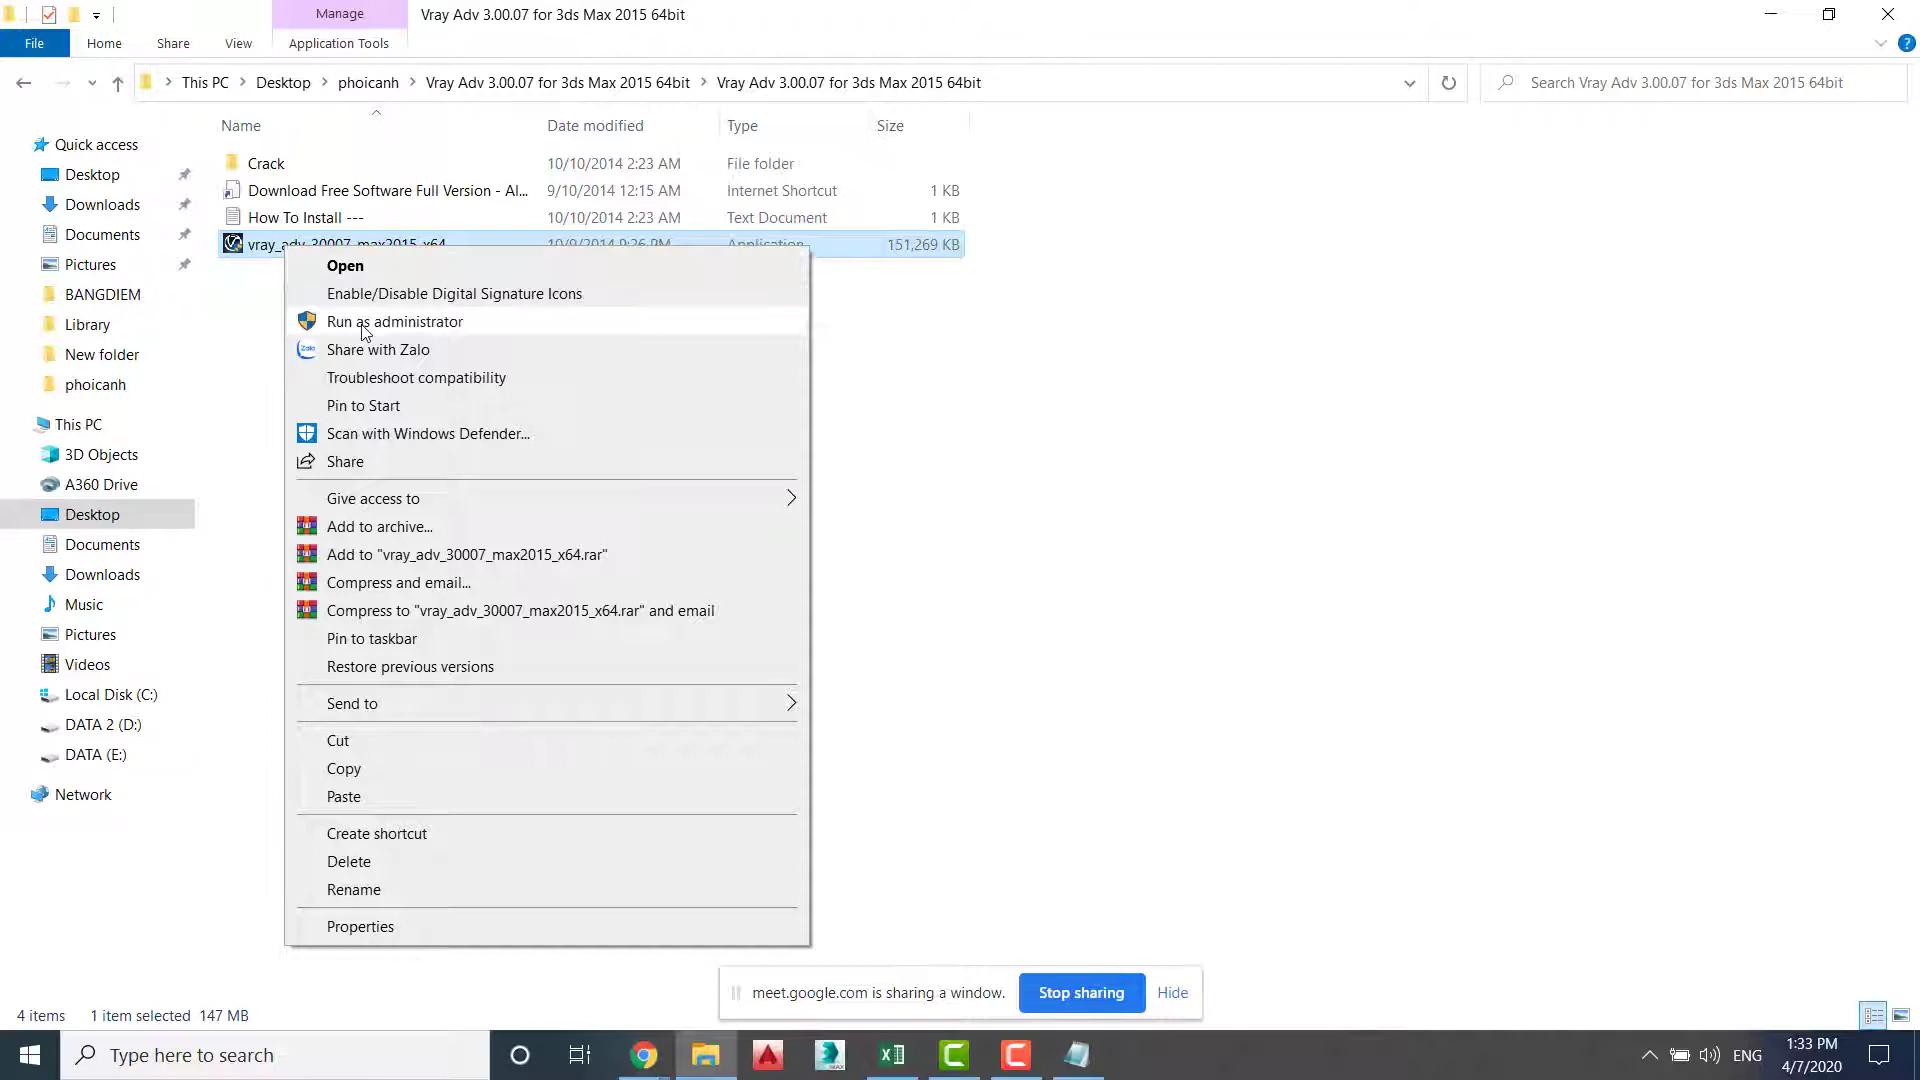 Manage
Vray Adv 3.00.07 for 3ds Max 2015 64bit
File
Home
Share
View
Application Tools
This PC
Desktop
phoicanh
Vray Adv 3.00.07 for 3ds Max 2015 64bit
Vray Adv 3.00.07 for 3ds Max 2015 64bit
Search Vray Adv 3.00.07 for 3ds Max 2015 64bit
Name
Date modified
Type
Size
Quick access
Desktop
Downloads
Documents
Pictures
BANGDIEM
Library
New folder
phoicanh
This PC
3D Objects
A360 Drive
Desktop
Documents
Downloads
Music
Pictures
Videos
Local Disk (C:)
DATA 2 (D:)
DATA (E:)
Network
Crack 10/10/2014 2:23 AM File folder
Download Free Software Full Version - Al... 9/10/2014 12:15 AM Internet Shortcut 1 KB
How To Install --- 10/10/2014 2:23 AM Text Document 1 KB
vray_adv_30007_max2015_x64 10/9/2014 9:26 PM Application 151,269 KB
Open
Enable/Disable Digital Signature Icons
Run as administrator
Zalo
Share with Zalo
Troubleshoot compatibility
Pin to Start
Scan with Windows Defender...
Share
Give access to
Add to archive...
Add to "vray_adv_30007_max2015_x64.rar"
Compress and email...
Compress to "vray_adv_30007_max2015_x64.rar" and email
Pin to taskbar
Restore previous versions
Send to
Cut
Copy
Paste
Create shortcut
Delete
Rename
Properties
meet.google.com is sharing a window.
Stop sharing
Hide
4 items
1 item selected 147 MB
Type here to search
MAX
ENG
1:33 PM
4/7/2020